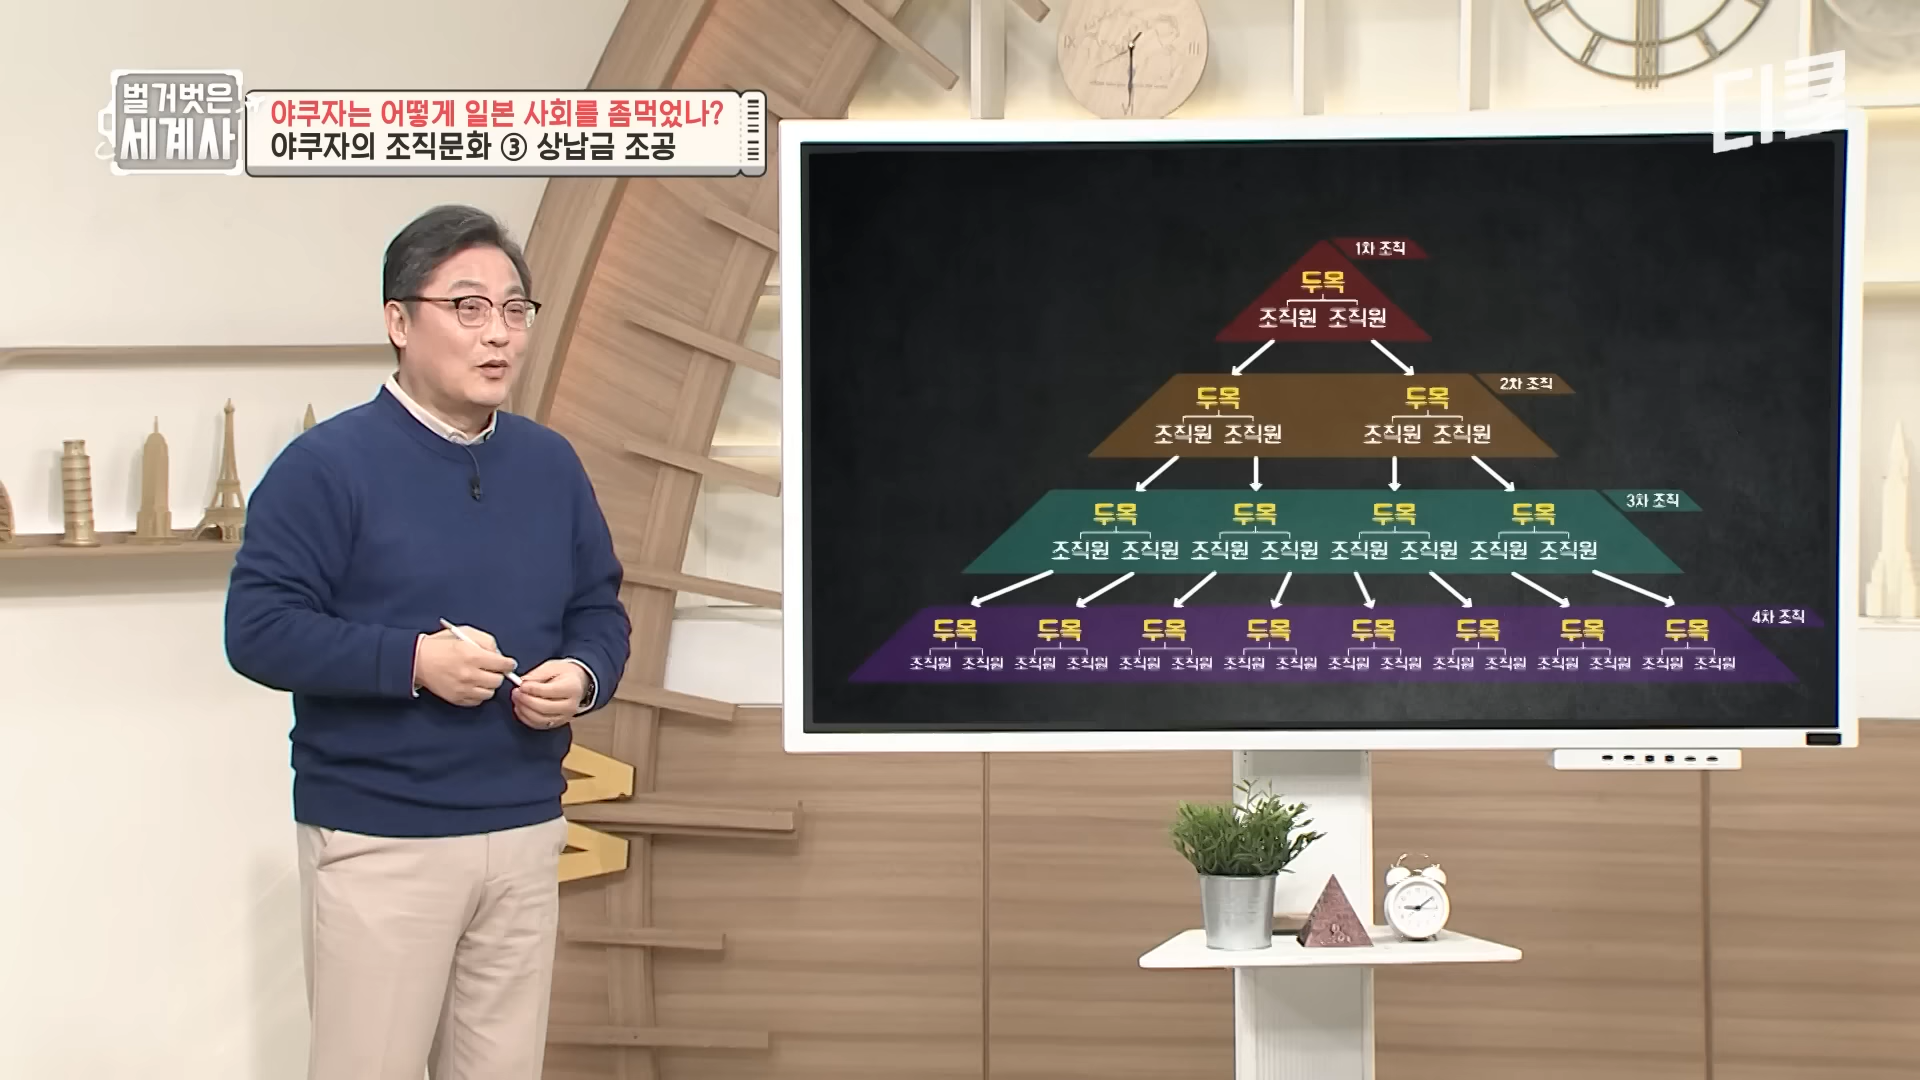 벌거벗은
세계사
야쿠자는 어떻게 일본 사회를 좀먹었나?
야쿠자의 조직문화 ③ 상납금 조공
디클
1차 조직
두목
조직원 조직원
2차 조직
두목 두목
조직원 조직원 조직원 조직원
3차 조직
두목 두목 두목 두목
조직원 조직원 조직원 조직원 조직원 조직원 조직원 조직원
4차 조직
두목 두목 두목 두목 두목 두목 두목 두목
조직원 조직원 조직원 조직원 조직원 조직원 조직원 조직원 조직원 조직원 조직원 조직원 조직원 조직원 조직원 조직원